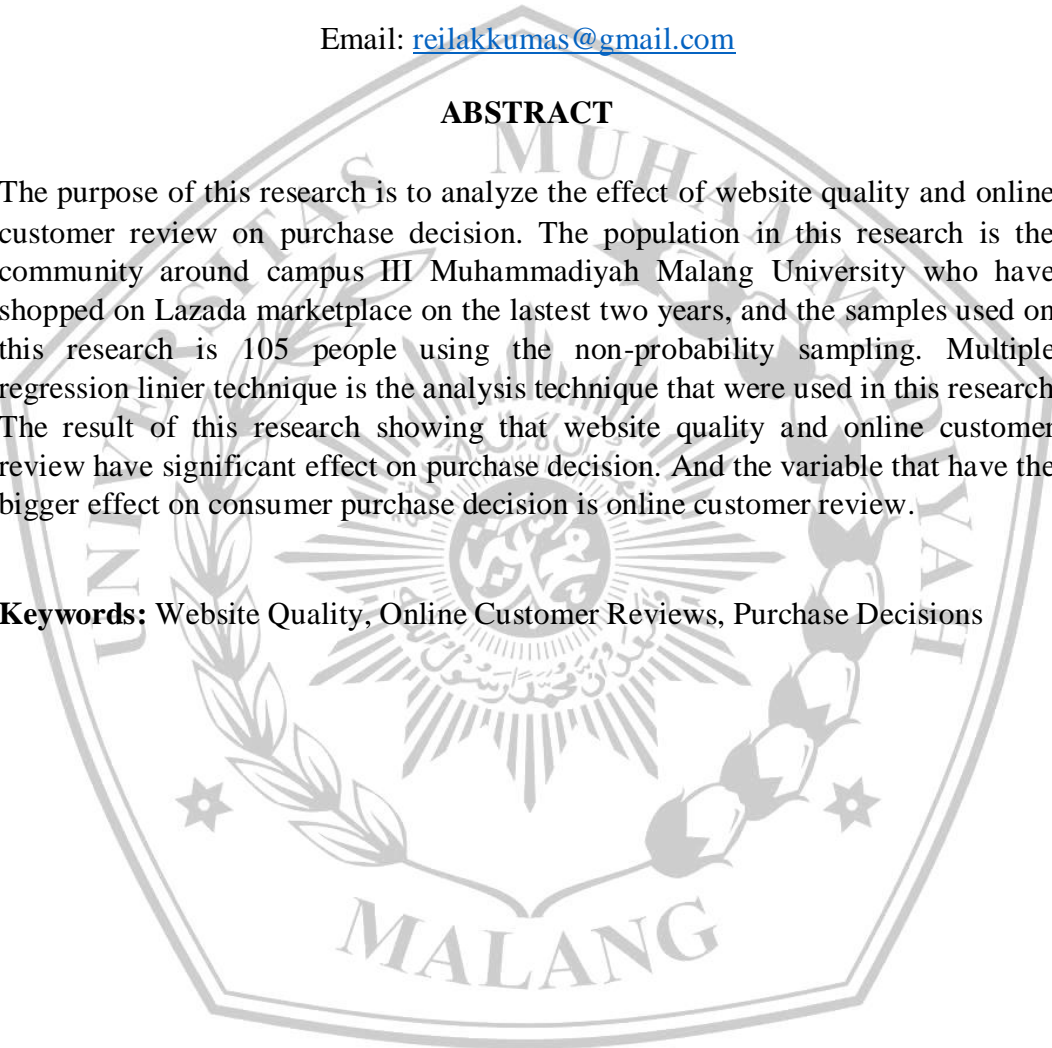 Email: reilakkumas@gmail.com
ABSTRACT
The purpose of this research is to analyze the effect of website quality and online
customer review on purchase decision. The population in this research is the
community around campus III Muhammadiyah Malang University who have
shopped on Lazada marketplace on the lastest two years, and the samples used on
this research is 105 people using the non-probability sampling. Multiple
regression linier technique is the analysis technique that were used in this research
The result of this research showing that website quality and online customer
review have significant effect on purchase decision. And the variable that have the
bigger effect on consumer purchase decision is online customer review.
Keywords: Website Quality, Online Customer Reviews, Purchase Decisions
UNIVERSITAS MUHAMMADIYAH
MALANG